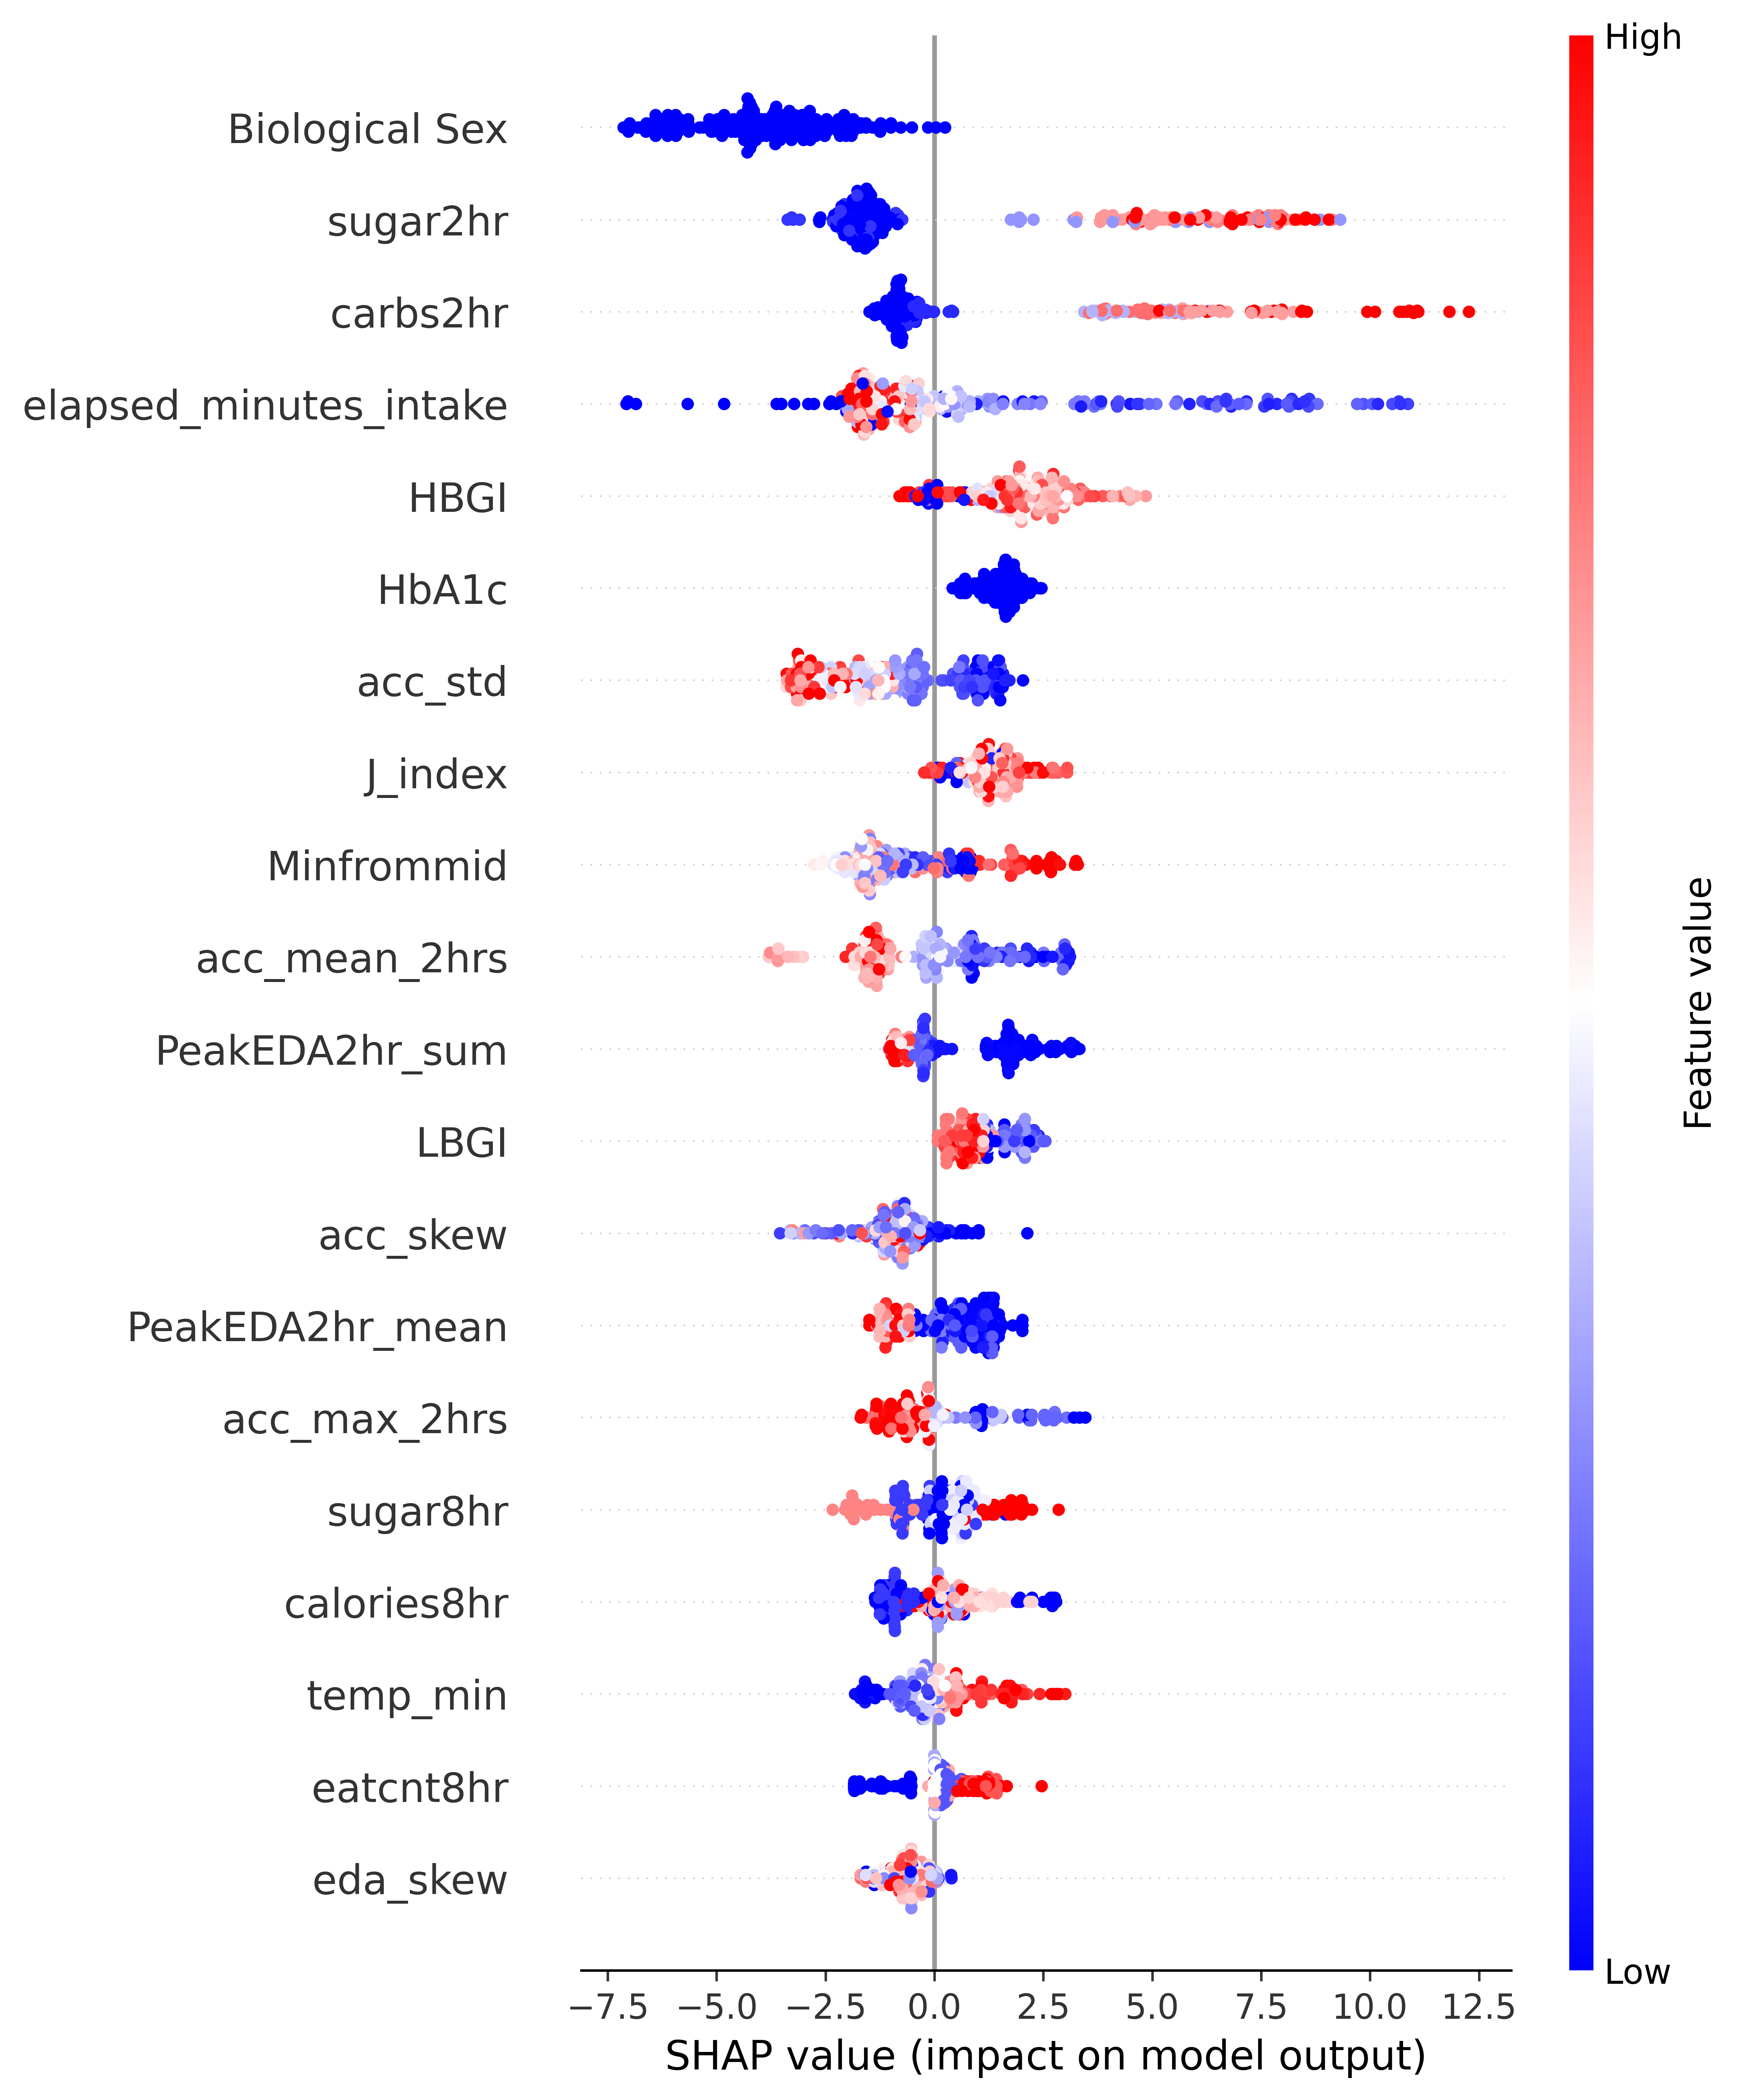 High
Biological Sex
sugar2hr
carbs2hr
elapsed_minutes_intake
HBGI
HbA1c
acc_std
J_index
Minfrommid
acc_mean_2hrs
PeakEDA2hr_sum
LBGI
acc_skew
PeakEDA2hr_mean
acc_max_2hrs
sugar8hr
calories8hr
temp_min
eatcnt8hr
eda_skew
Feature value
Low
−7.5 −5.0 −2.5 0.0 2.5 5.0 7.5 10.0 12.5
SHAP value (impact on model output)